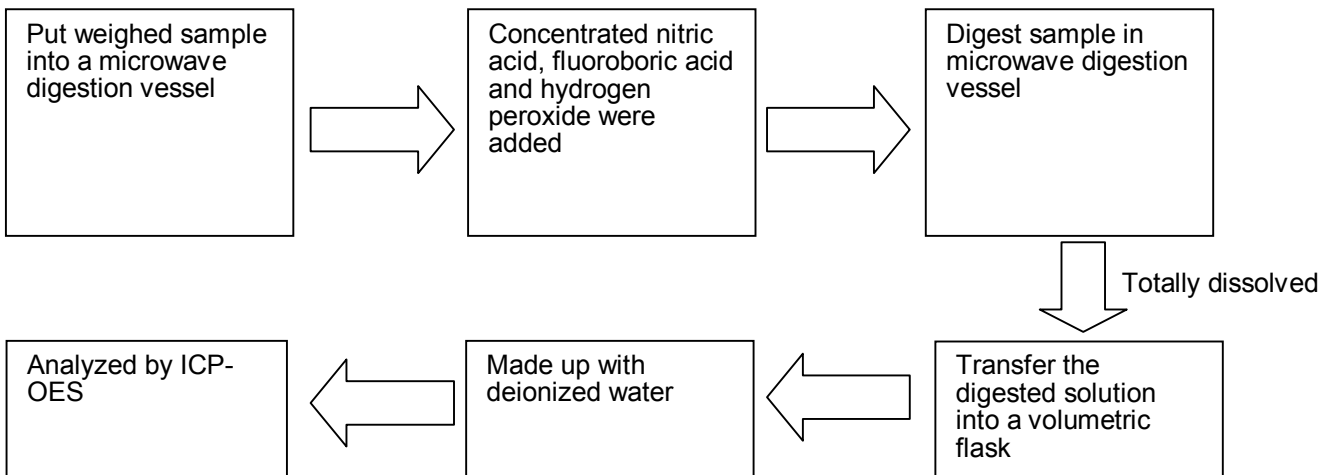 Put weighed sample
into a microwave
digestion vessel
Concentrated nitric
acid, fluoroboric acid
and hydrogen
peroxide were
added
Digest sample in
microwave digestion
vessel
Totally dissolved
Transfer the
digested solution
into a volumetric
flask
Made up with
deionized water
Analyzed by ICP-
OES